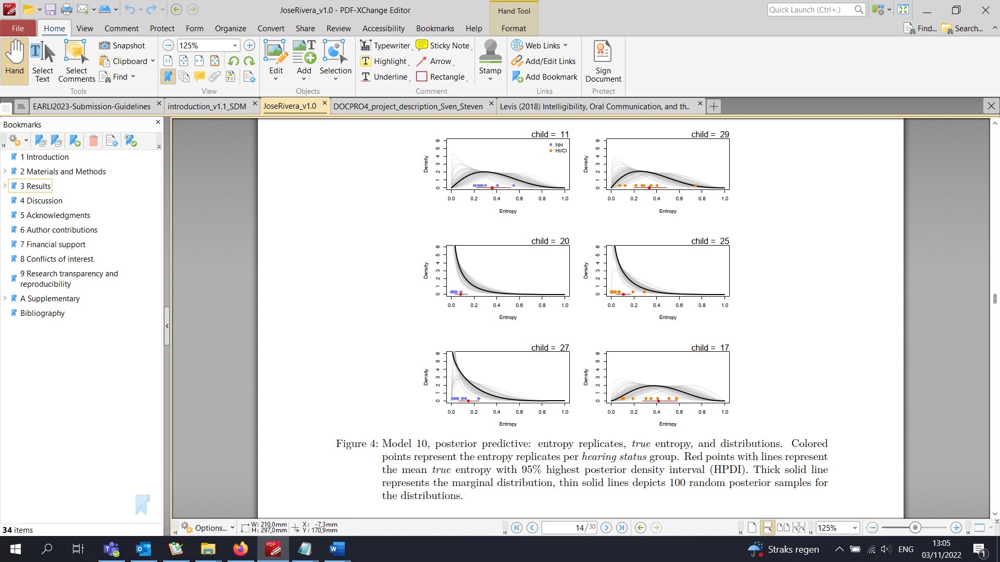 JoseRivera_v1.0 - PDF-XChange Editor
Hand Tool
Quick Launch (Ctrl+.)
File Home View Comment Protect Form Organize Convert Share Review Accessibility Bookmarks Help Format
Find... Search...
Hand
Select Text
Select Comments
Snapshot
Clipboard
Find
Tools
125%
View
Edit
Add
Selection
Objects
Typewriter
Highlight
Underline
Sticky Note
Arrow
Rectangle
Stamp
Comment
Web Links
Add/Edit Links
Add Bookmark
Links
Sign Document
Protect
EARLI2023-Submission-Guidelines
introduction_v1.1_SDM
JoseRivera_v1.0
DOCPRO4_project_description_Sven_Steven
Levis (2018) Intelligibility, Oral Communication, and th..
Bookmarks
1 Introduction
2 Materials and Methods
3 Results
4 Discussion
5 Acknowledgments
6 Author contributions
7 Financial support
8 Conflicts of interest
9 Research transparency and
reproducibility
A Supplementary
Bibliography
34 items
child = 11
NH
HI/CI
Density
0 1 2 3 4 5 6
0.0 0.2 0.4 0.6 0.8 1.0
Entropy
child = 29
Density
0 1 2 3 4 5 6
0.0 0.2 0.4 0.6 0.8 1.0
Entropy
child = 20
Density
0 1 2 3 4 5 6
0.0 0.2 0.4 0.6 0.8 1.0
Entropy
child = 25
Density
0 1 2 3 4 5 6
0.0 0.2 0.4 0.6 0.8 1.0
Entropy
child = 27
Density
0 1 2 3 4 5 6
0.0 0.2 0.4 0.6 0.8 1.0
Entropy
child = 17
Density
0 1 2 3 4 5 6
0.0 0.2 0.4 0.6 0.8 1.0
Entropy
Figure 4: Model 10, posterior predictive: entropy replicates, true entropy, and distributions. Colored
points represent the entropy replicates per hearing status group. Red points with lines represent
the mean true entropy with 95% highest posterior density interval (HPDI). Thick solid line
represents the marginal distribution, thin solid lines depicts 100 random posterior samples for
the distributions.
Options...
W: 210,0mm
H: 297,0mm
X: -7,3mm
Y: 170,9mm
14/30
125%
Straks regen
ENG
13:05
03/11/2022
1